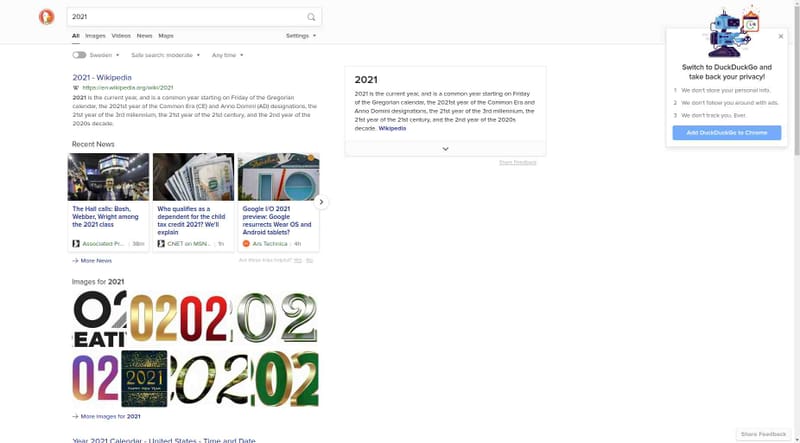 2021
All Images Videos News Maps
Settings
Sweden
Safe search: moderate
Any time
2021 - Wikipedia
W https://en.wikipedia.org/wiki/2021
2021 is the current year, and is a common year starting on Friday of the Gregorian
calendar, the 2021st year of the Common Era (CE) and Anno Domini (AD) designations, the
21st year of the 3rd millennium, the 21st year of the 21st century, and the 2nd year of the
2020s decade.
Recent News
The Hall calls: Bosh,
Webber, Wright among
the 2021 class
Associated Pr... 38m
Who qualifies as a
dependent for the child
tax credit 2021? We'll
explain
CNET on MSN... 1h
Google I/O 2021
preview: Google
resurrects Wear OS and
Android tablets?
Ars Technica 4h
More News
Are these links helpful? Yes No
Images for 2021
02
EATI
02
02
2021
2021
HAPPY NEW YEAR
More Images for 2021
Year 2021 Calendar - United States - Time and Date
2021
2021 is the current year, and is a common year starting on Friday
of the Gregorian calendar, the 2021st year of the Common Era and
Anno Domini designations, the 21st year of the 3rd millennium, the
21st year of the 21st century, and the 2nd year of the 2020s
decade. Wikipedia
Share Feedback
Switch to DuckDuckGo and
take back your privacy!
1 We don't store your personal info.
2 We don't follow you around with ads.
3 We don't track you. Ever.
Add DuckDuckGo to Chrome
Share Feedback